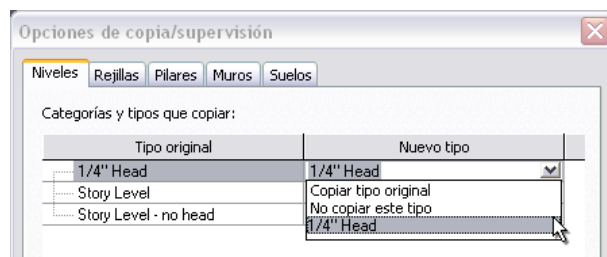 Opciones de copia/supervisión
Niveles Rejillas Pilares Muros Suelos
Categorías y tipos que copiar:
Tipo original Nuevo tipo
1/4" Head 1/4" Head
Story Level Copiar tipo original
Story Level - no head No copiar este tipo
1/4" Head